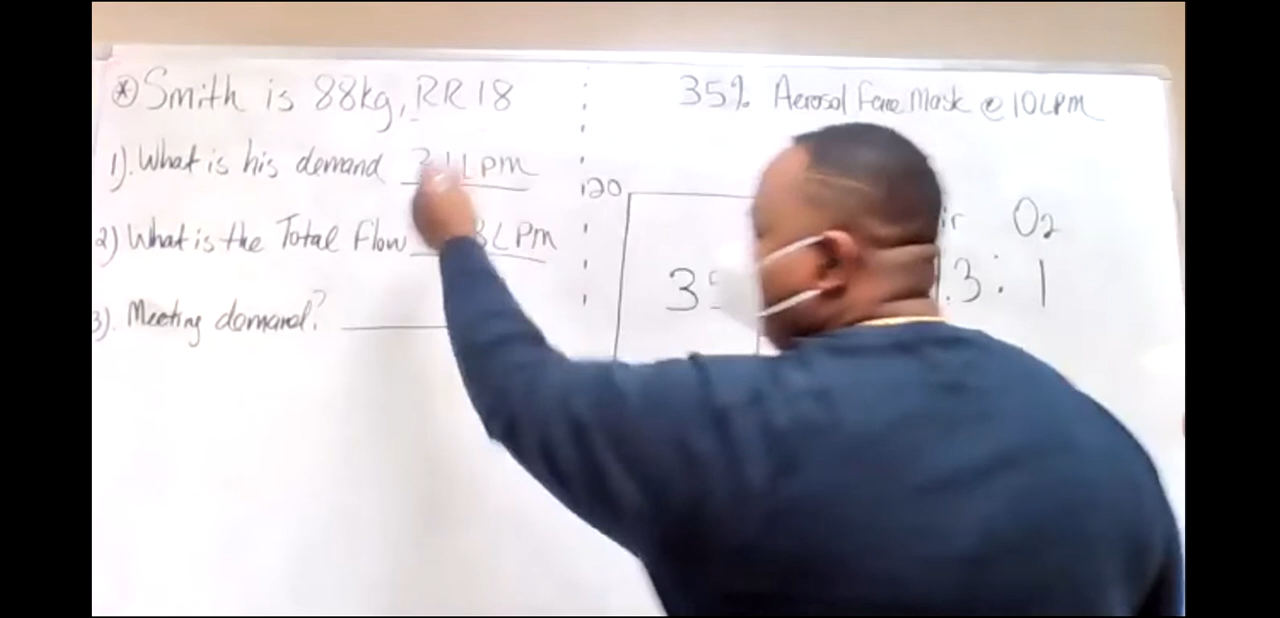 * Smith is 88kg, RR18
1). What is his demand LPM
2) What is the Total Flow LPM
3). Meeting demand?
35% Aerosol Face Mask @ 10LPM
120
O2
3 : 1